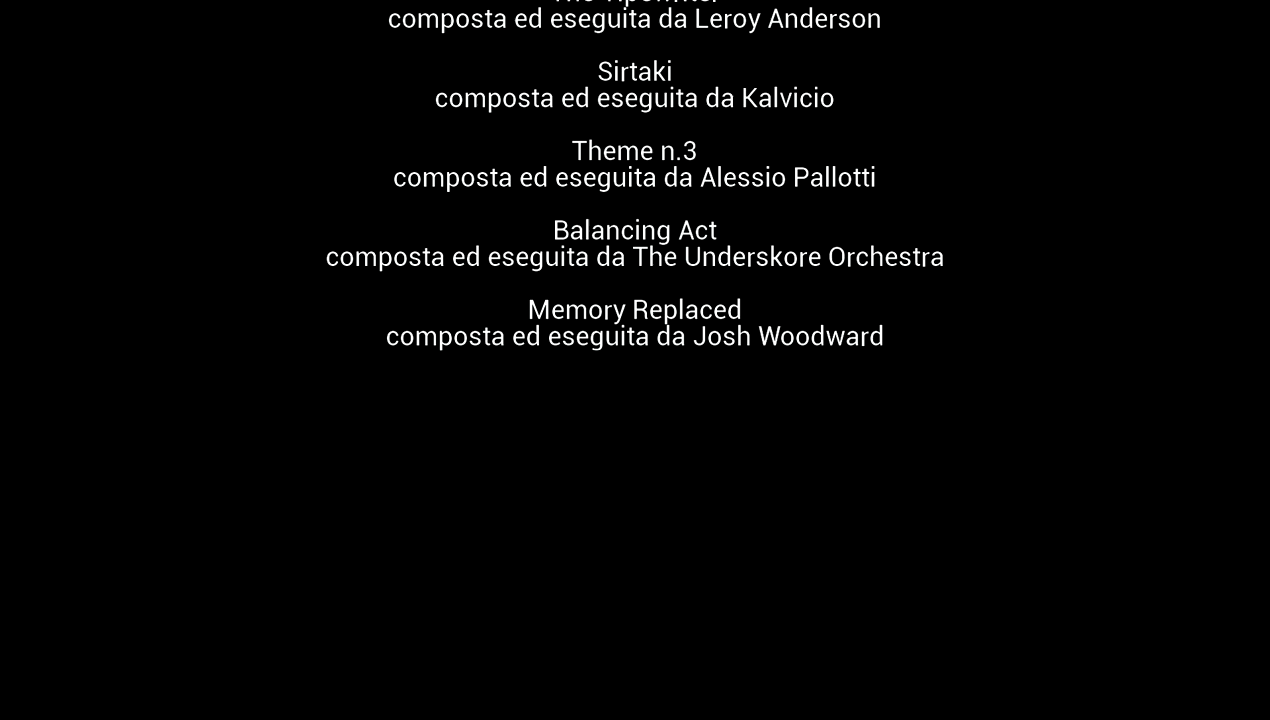 composta ed eseguita da Leroy Anderson
Sirtaki
composta ed eseguita da Kalvicio
Theme n.3
composta ed eseguita da Alessio Pallotti
Balancing Act
composta ed eseguita da The Underskore Orchestra
Memory Replaced
composta ed eseguita da Josh Woodward